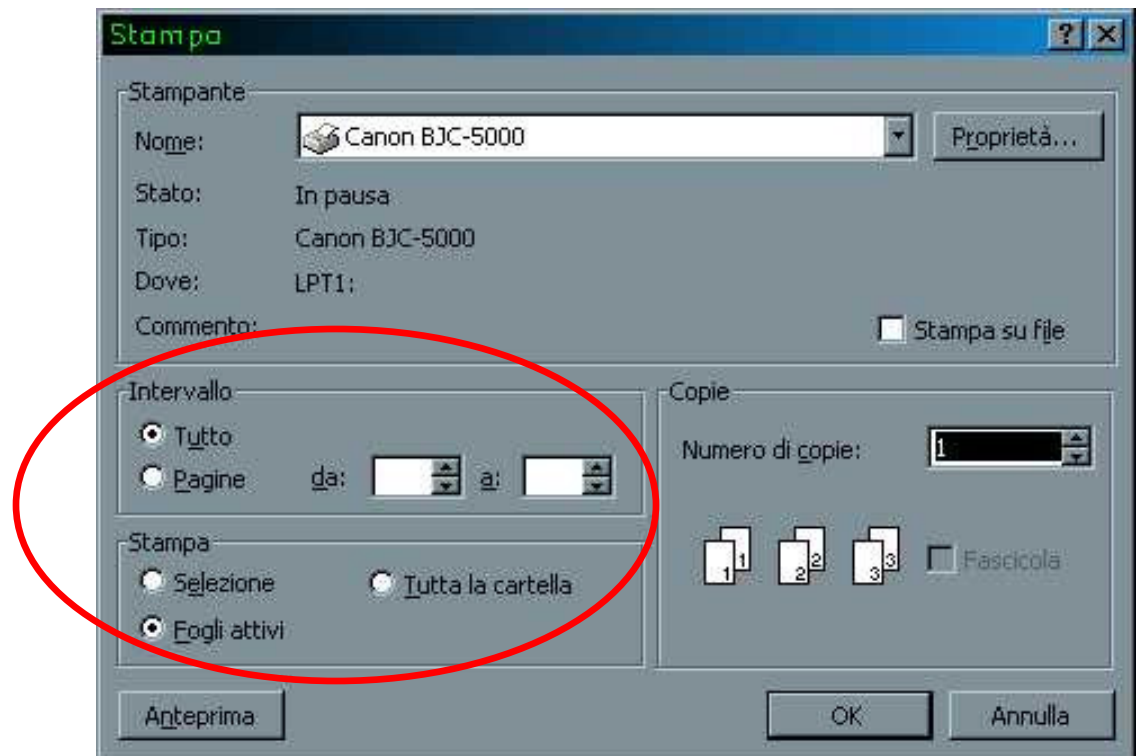 Stampa
Stampante
Nome: Canon BJC-5000 Proprietà...
Stato: In pausa
Tipo: Canon BJC-5000
Dove: LPT1:
Commento: Stampa su file
Intervallo
Tutto
Pagine da: a:
Stampa
Selezione Tutta la cartella
Fogli attivi
Copie
Numero di copie: 1
1 1 2 2 3 3 Fascicola
Anteprima OK Annulla